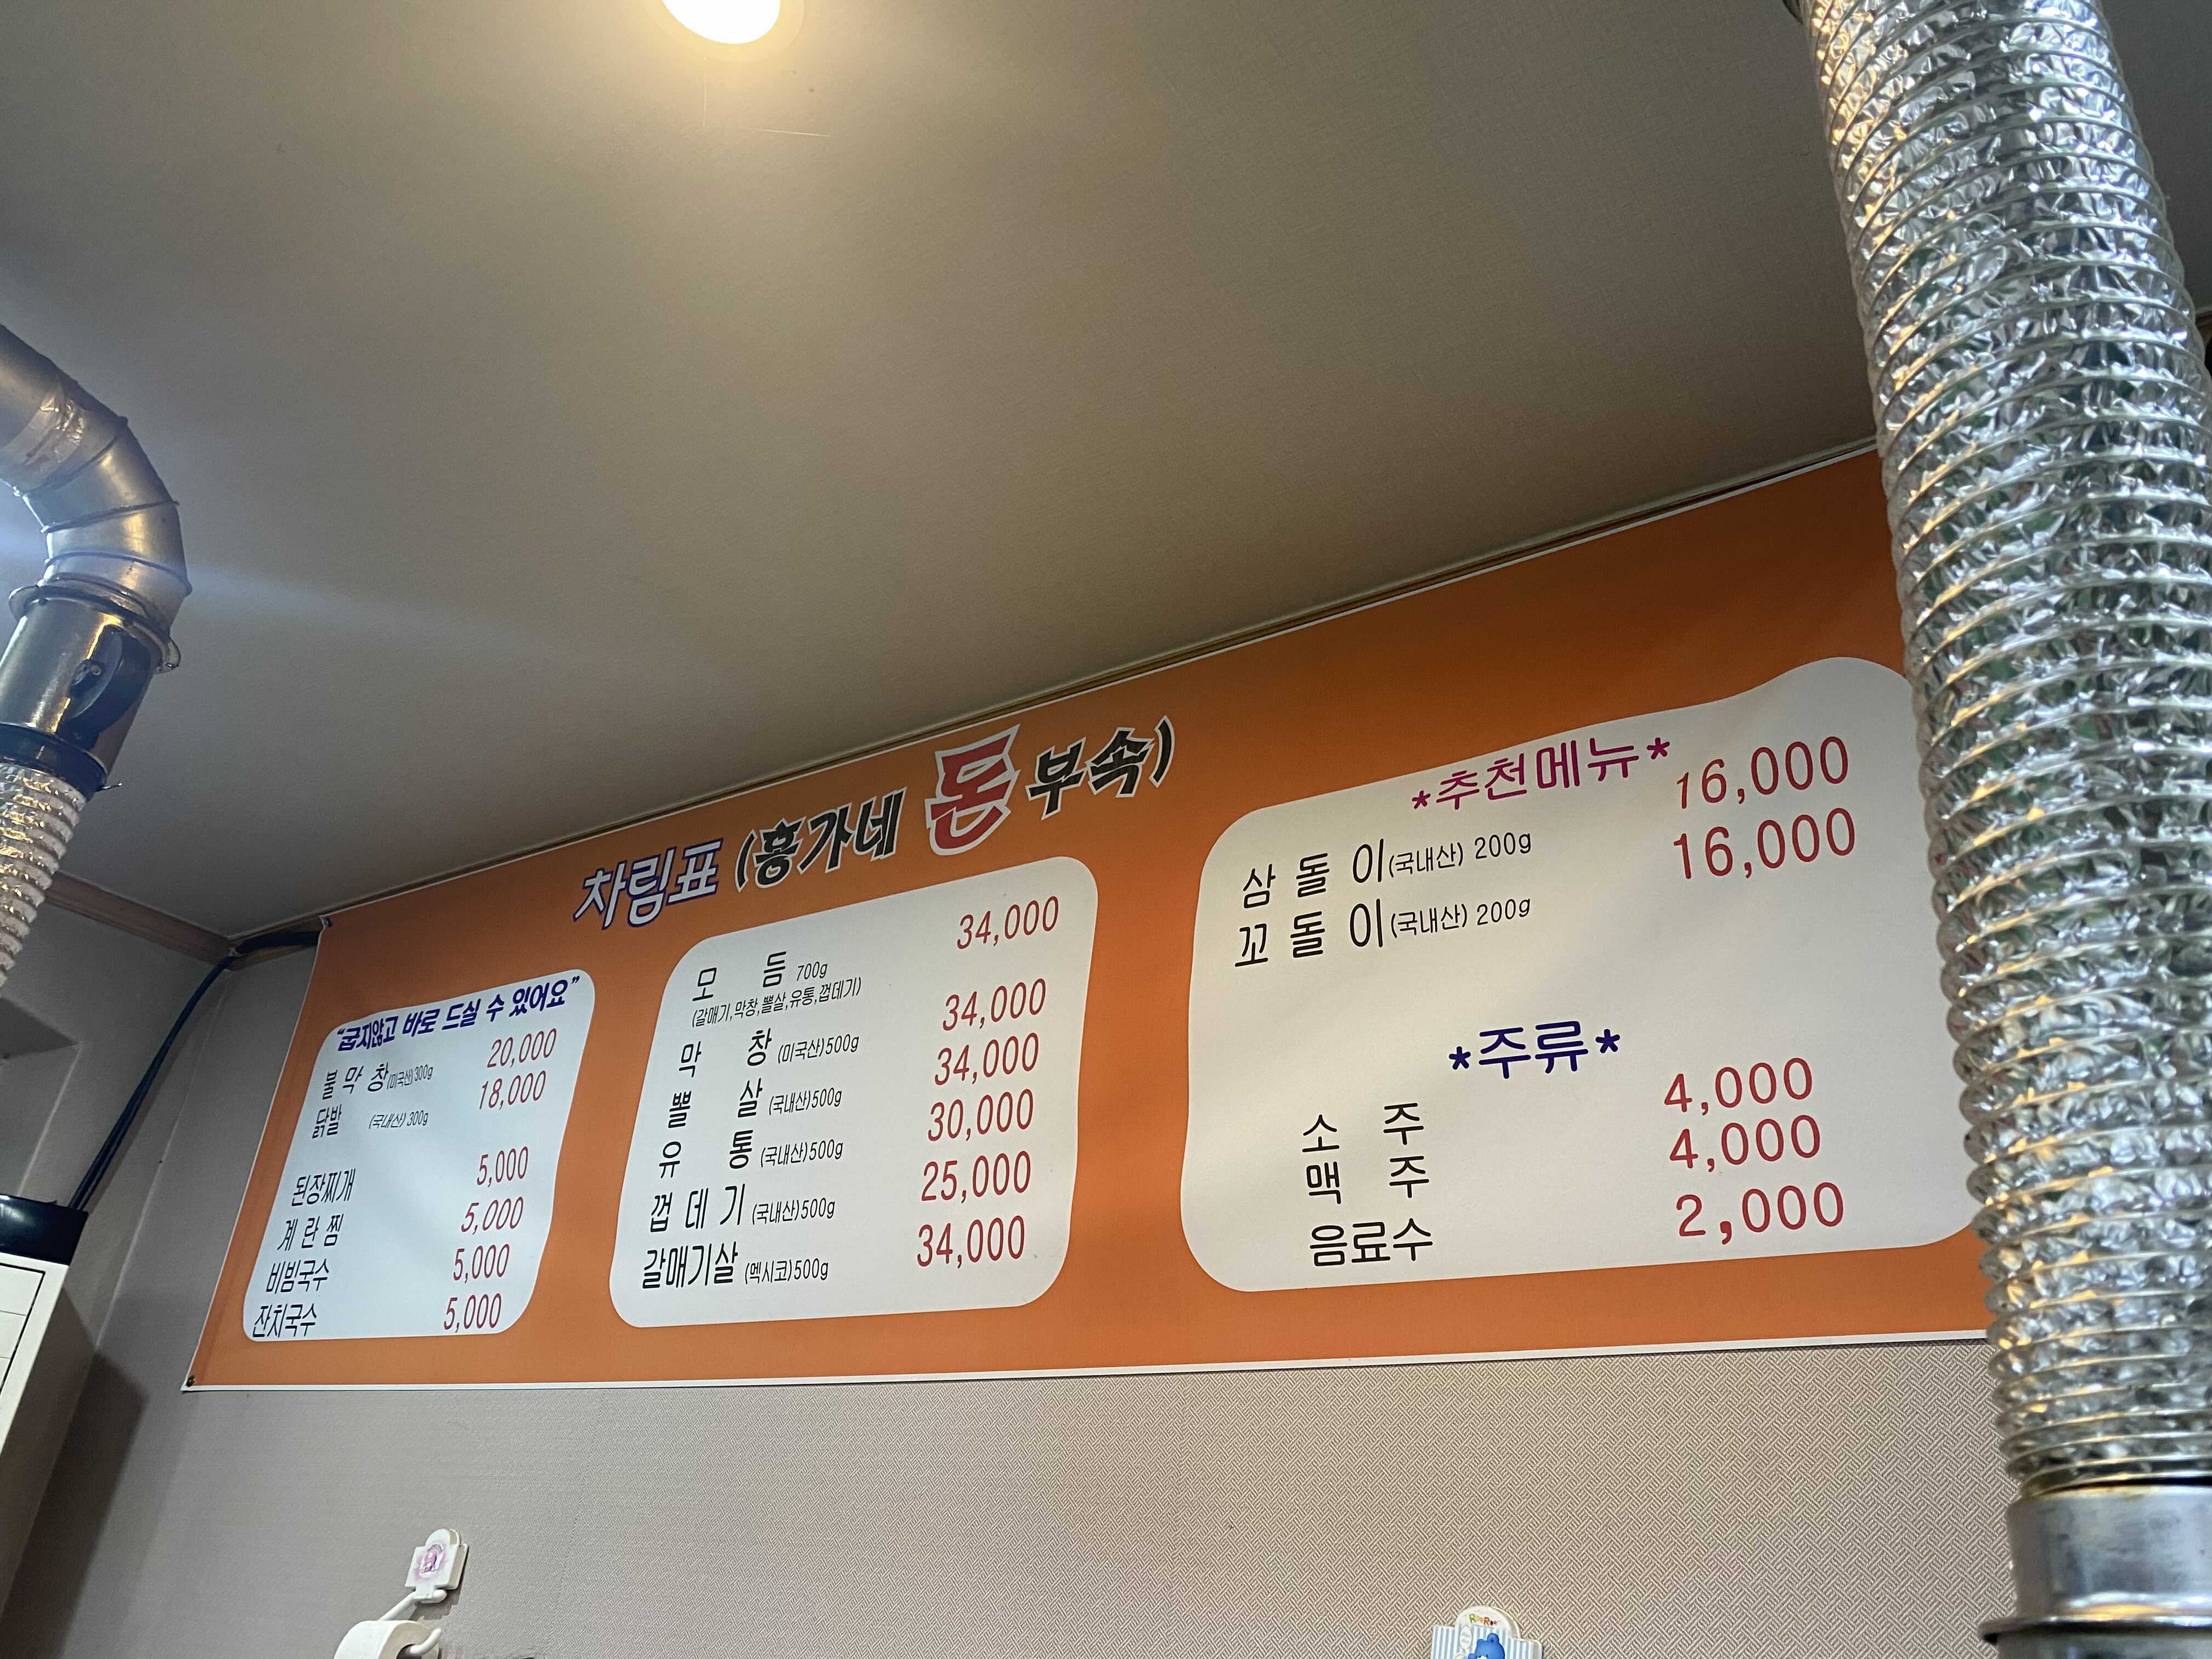 차림표 (흥가네 돈 부속)
"굽지않고 바로 드실 수 있어요"
불 막 창 (미국산) 300g 20,000
닭발 (국내산) 300g 18,000
된장찌개 5,000
계 란 찜 5,000
비빔국수 5,000
잔치국수 5,000
모 듬 700g 34,000
(갈매기,막창,뽈살,유통,껍데기)
막 창 (미국산)500g 34,000
뽈 살 (국내산)500g 34,000
유 통 (국내산)500g 30,000
껍 데 기 (국내산)500g 25,000
갈매기살 (멕시코)500g 34,000
*추천메뉴*
삼 돌 이(국내산) 200g 16,000
꼬 돌 이(국내산) 200g 16,000
*주류*
소 주 4,000
맥 주 4,000
음료수 2,000